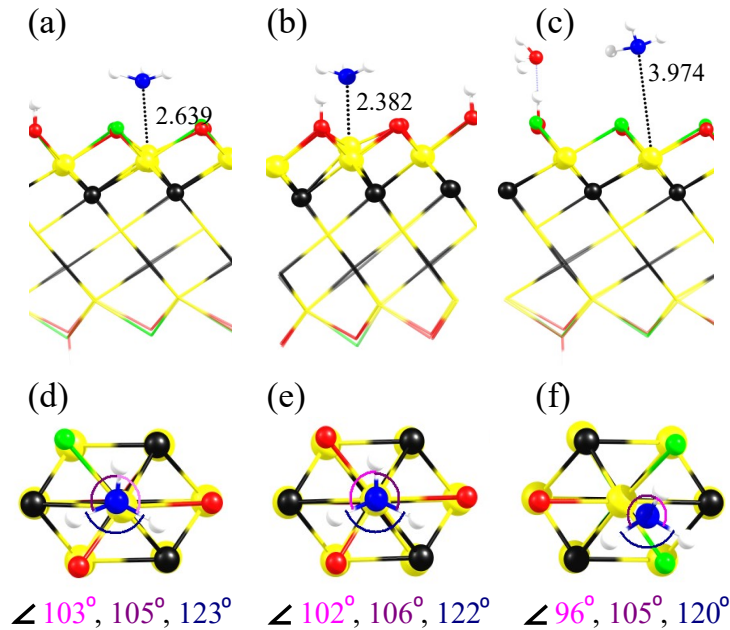 (a) (b) (c)
2.639 2.382 3.974
(d) (e) (f)
∠ 103°, 105°, 123° ∠ 102°, 106°, 122° ∠ 96°, 105°, 120°